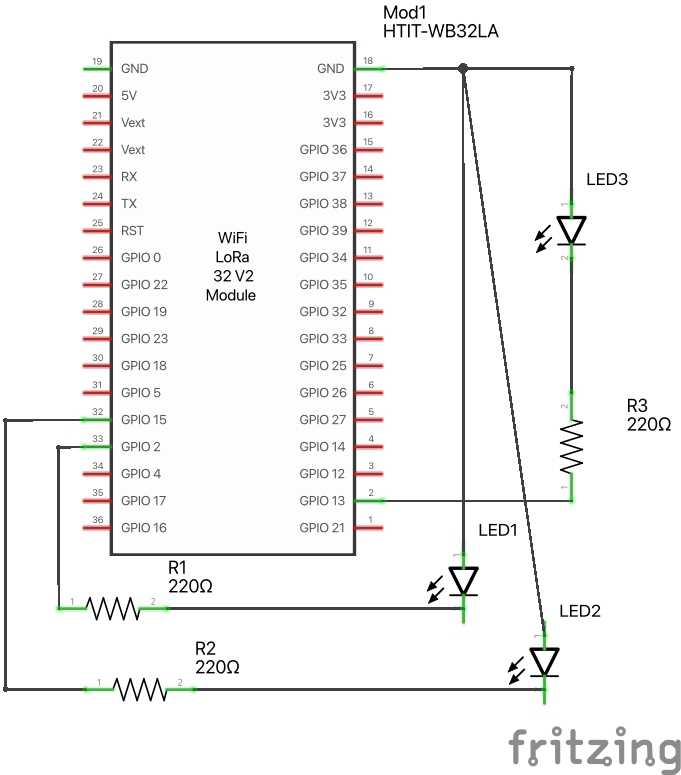 Mod1
HTIT-WB32LA
19 GND GND 18
20 5V 3V3 17
21 Vext 3V3 16
22 Vext GPIO 36 15
23 RX GPIO 37 14
24 TX GPIO 38 13
25 RST GPIO 39 12
26 GPIO 0 GPIO 34 11
27 GPIO 22 GPIO 35 10
28 GPIO 19 GPIO 32 9
29 GPIO 23 GPIO 33 8
30 GPIO 18 GPIO 25 7
31 GPIO 5 GPIO 26 6
32 GPIO 15 GPIO 27 5
33 GPIO 2 GPIO 14 4
34 GPIO 4 GPIO 12 3
35 GPIO 17 GPIO 13 2
36 GPIO 16 GPIO 21 1
WiFi
LoRa
32 V2
Module
LED3
1
2
R3
220Ω
2
1
LED1
1
R1
220Ω
1 2
LED2
1
R2
220Ω
1 2
fritzing